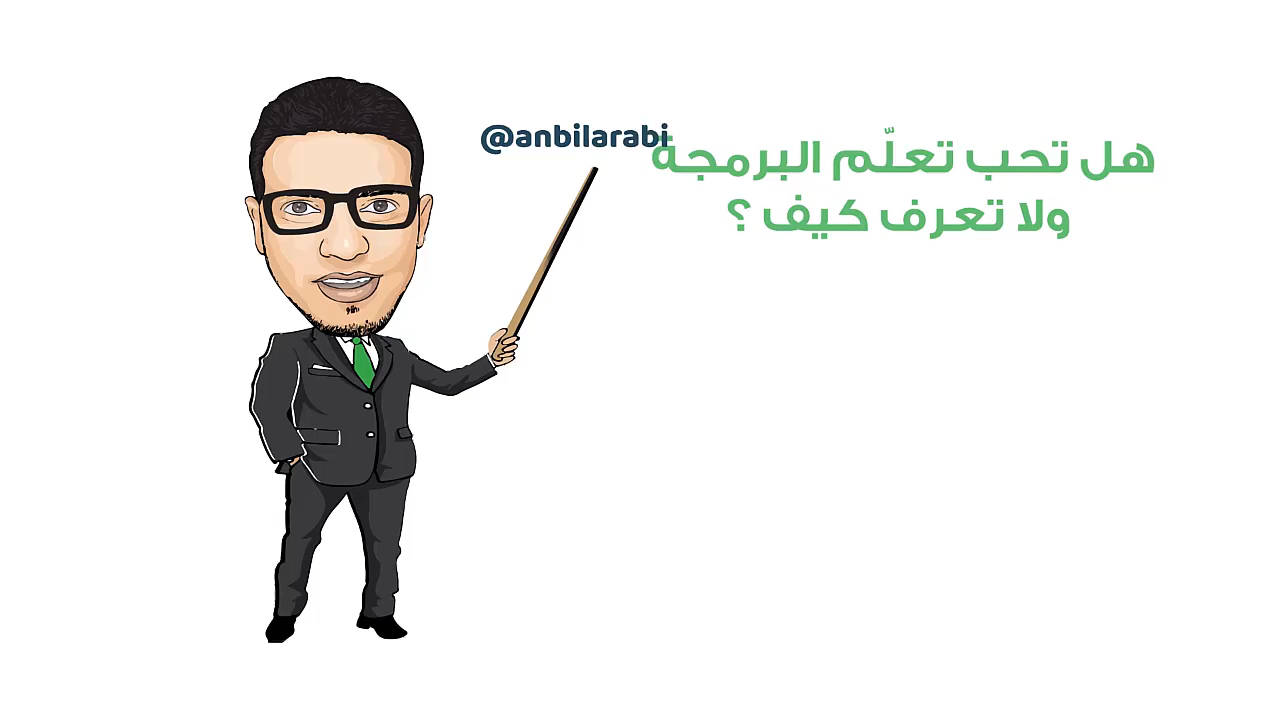 @anbilarabi
هل تحب تعلّم البرمجة
ولا تعرف كيف ؟